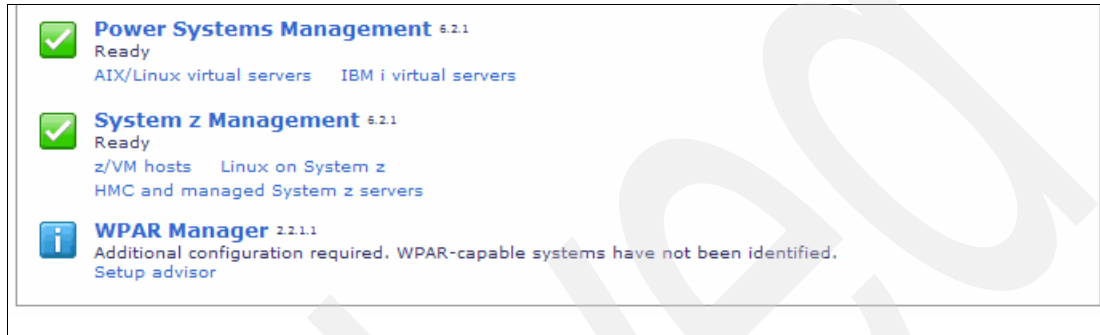 Power Systems Management 6.2.1
Ready
AIX/Linux virtual servers IBM i virtual servers
System z Management 6.2.1
Ready
z/VM hosts Linux on System z
HMC and managed System z servers
WPAR Manager 2.2.1.1
Additional configuration required. WPAR-capable systems have not been identified.
Setup advisor